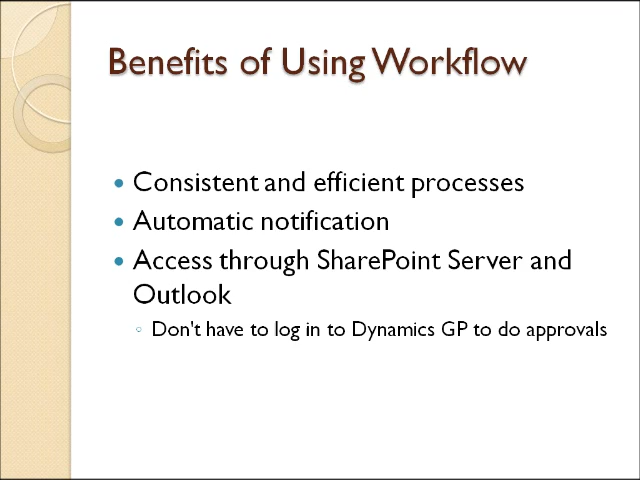 Benefits of Using Workflow
• Consistent and efficient processes
• Automatic notification
• Access through SharePoint Server and
Outlook
◦ Don't have to log in to Dynamics GP to do approvals